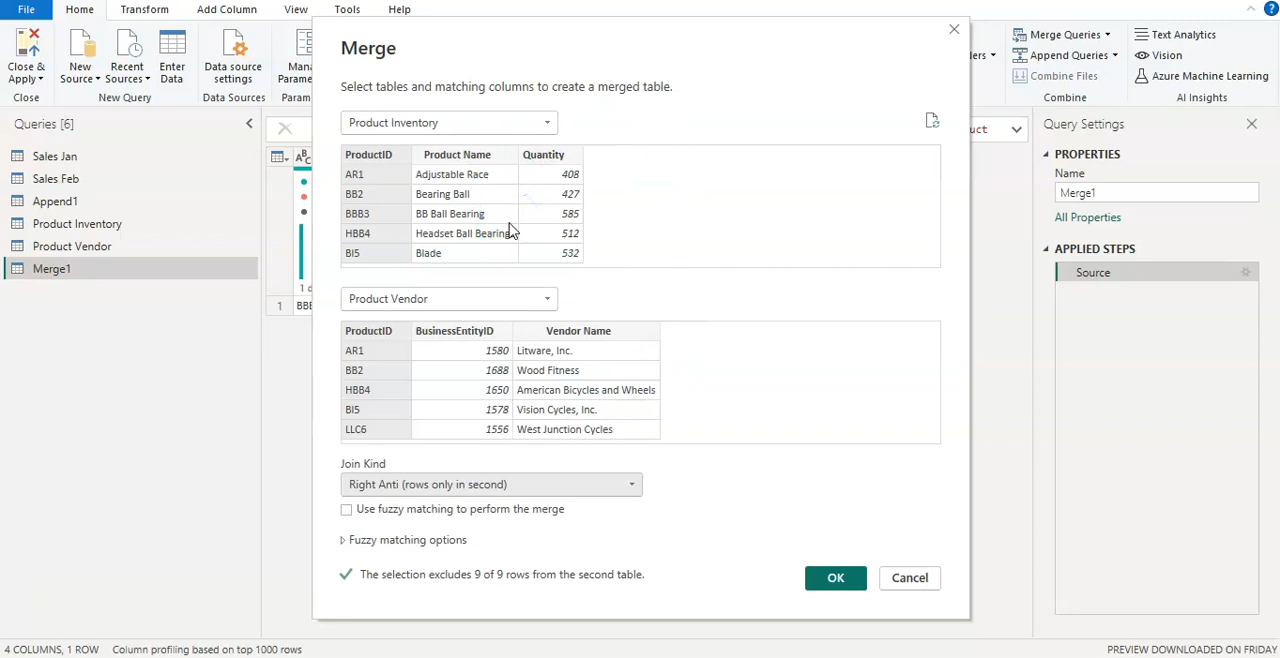 File Home Transform Add Column View Tools Help
Close & Apply
New Source
Recent Sources
Enter Data
Data source settings
Mana
Parame
ers
Merge Queries
Append Queries
Combine Files
Text Analytics
Vision
Azure Machine Learning
Close New Query Data Sources Param Combine AI Insights
Queries [6]
Sales Jan
Sales Feb
Append1
Product Inventory
Product Vendor
Merge1
uct
1 d
1 BBB
Merge
Select tables and matching columns to create a merged table.
Product Inventory
ProductID Product Name Quantity
AR1 Adjustable Race 408
BB2 Bearing Ball 427
BBB3 BB Ball Bearing 585
HBB4 Headset Ball Bearing 512
BI5 Blade 532
Product Vendor
ProductID BusinessEntityID Vendor Name
AR1 1580 Litware, Inc.
BB2 1688 Wood Fitness
HBB4 1650 American Bicycles and Wheels
BI5 1578 Vision Cycles, Inc.
LLC6 1556 West Junction Cycles
Join Kind
Right Anti (rows only in second)
Use fuzzy matching to perform the merge
Fuzzy matching options
The selection excludes 9 of 9 rows from the second table.
OK Cancel
Query Settings
PROPERTIES
Name
Merge1
All Properties
APPLIED STEPS
Source
4 COLUMNS, 1 ROW Column profiling based on top 1000 rows PREVIEW DOWNLOADED ON FRIDAY